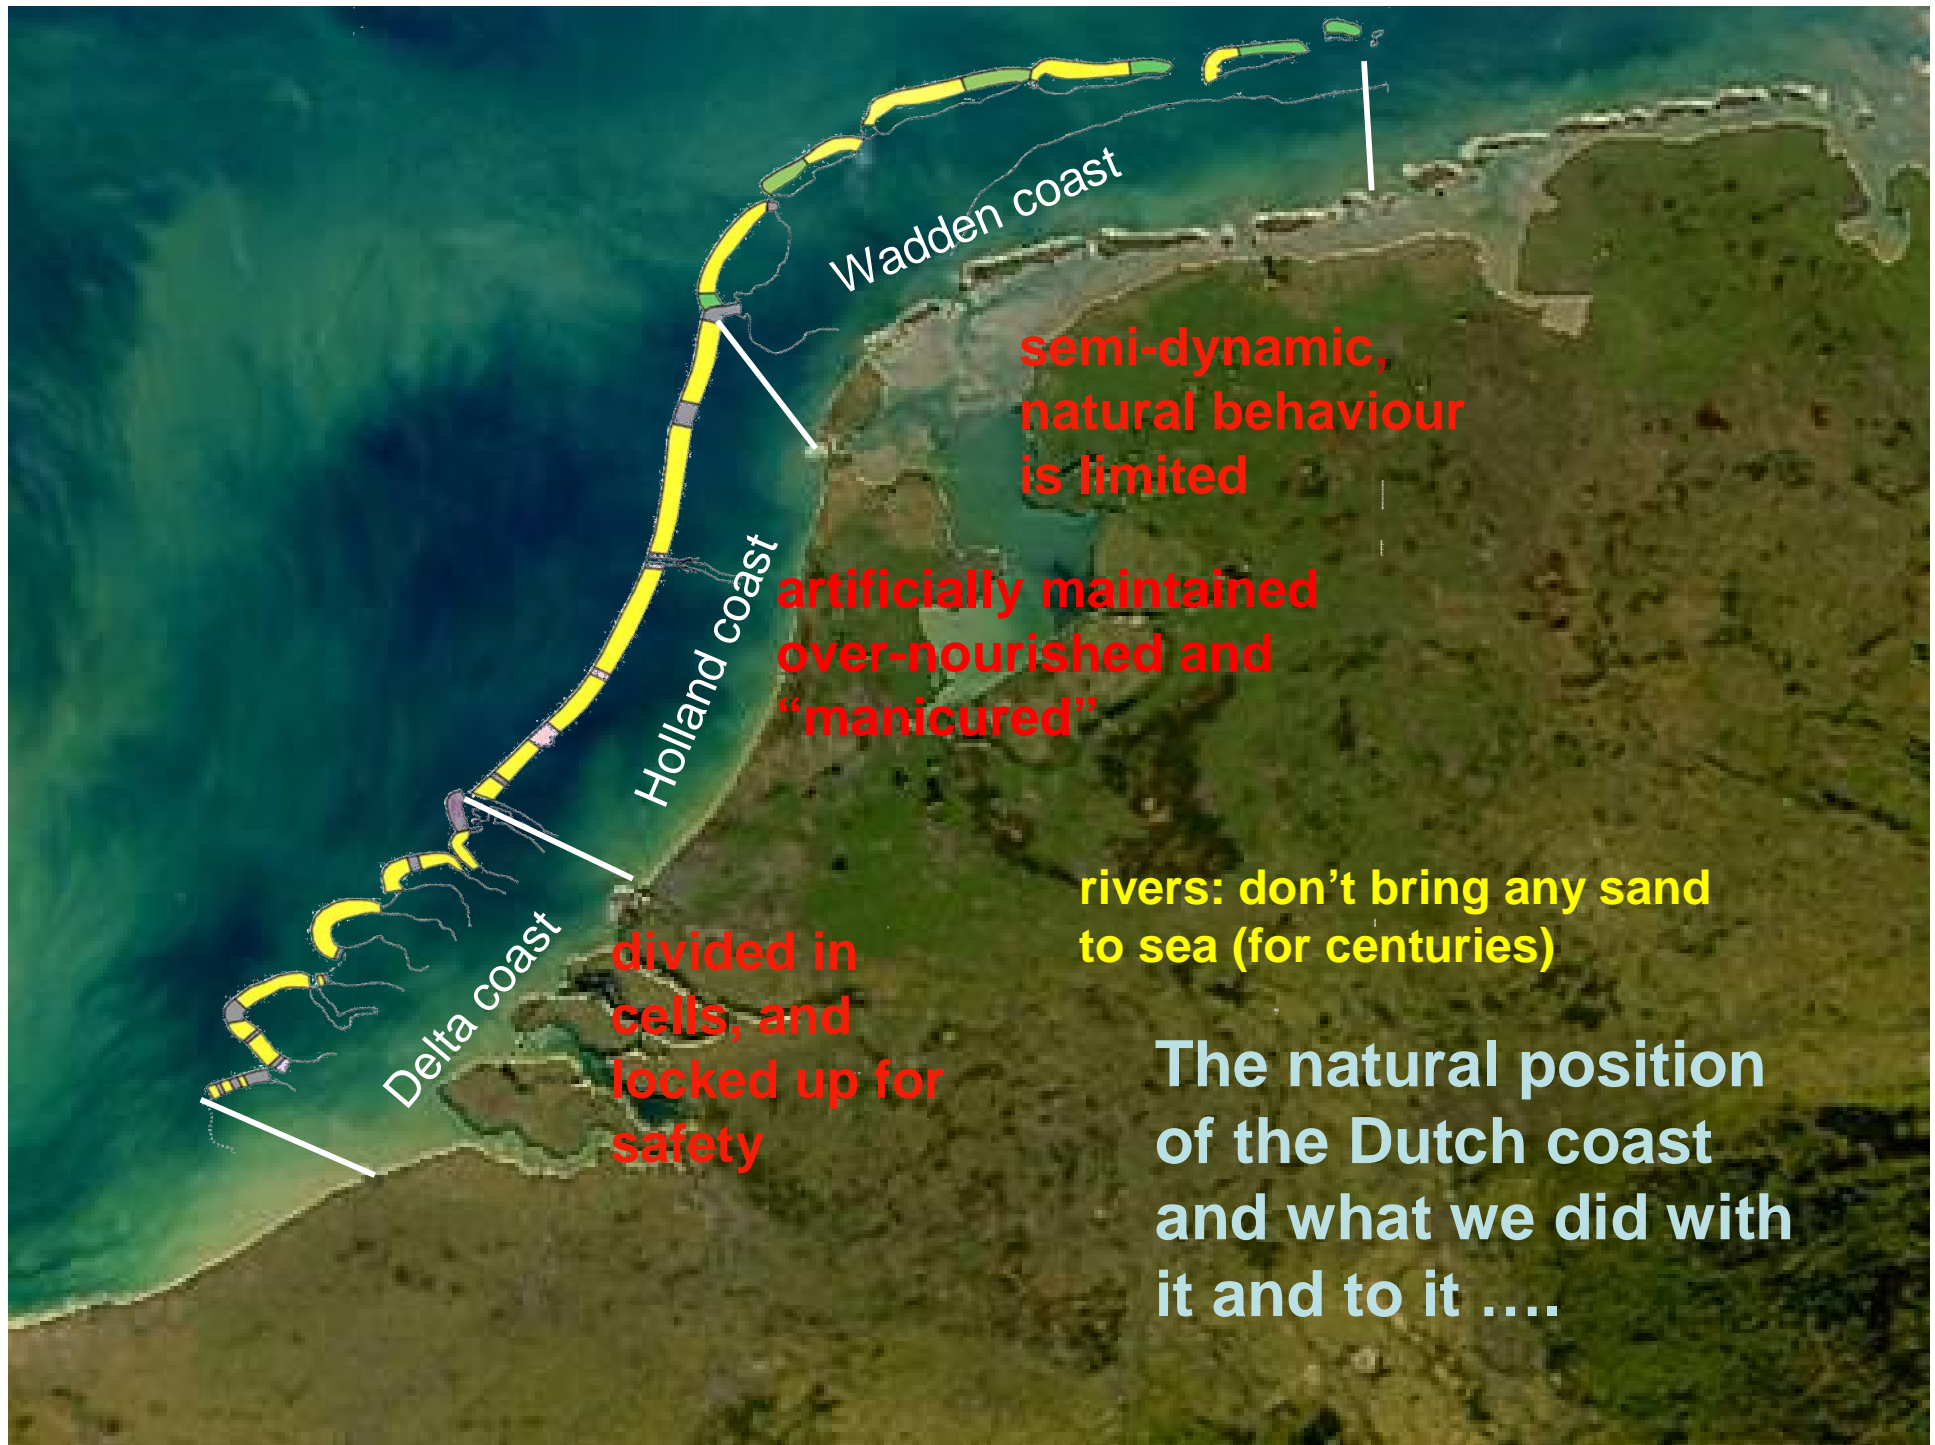 Wadden coast
semi-dynamic,
natural behaviour
is limited
Holland coast
artificially maintained
over-nourished and
“manicured”
Delta coast
divided in
cells, and
locked up for
safety
rivers: don’t bring any sand
to sea (for centuries)
The natural position
of the Dutch coast
and what we did with
it and to it ….